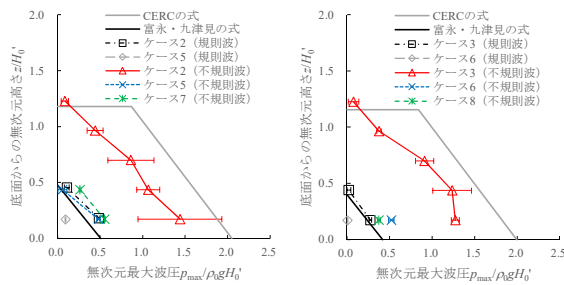 CERCの式
富永・九津見の式
ケース2（規則波）
ケース5（規則波）
ケース2（不規則波）
ケース5（不規則波）
ケース7（不規則波）
2.0
1.5
1.0
0.5
0.0
0.0 0.5 1.0 1.5 2.0 2.5
底面からの無次元高さz/H₀'
無次元最大波圧pmax/ρ₀gH₀'
CERCの式
富永・九津見の式
ケース3（規則波）
ケース6（規則波）
ケース3（不規則波）
ケース6（不規則波）
ケース8（不規則波）
2.0
1.5
1.0
0.5
0.0
0.0 0.5 1.0 1.5 2.0 2.5
底面からの無次元高さz/H₀'
無次元最大波圧pmax/ρ₀gH₀'